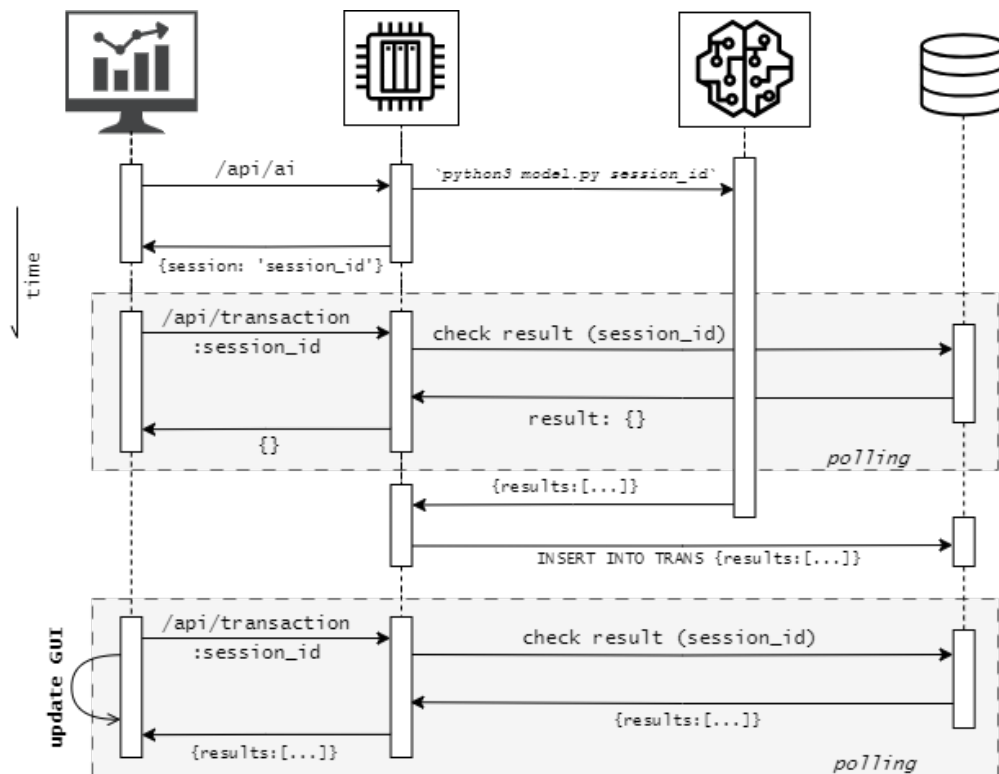 /api/ai
`python3 model.py session_id`
{session: 'session_id'}
time
/api/transaction
:session_id
check result (session_id)
result: {}
{}
polling
{results:[...]}
INSERT INTO TRANS {results:[...]}
/api/transaction
:session_id
check result (session_id)
update GUI
{results:[...]}
{results:[...]}
polling